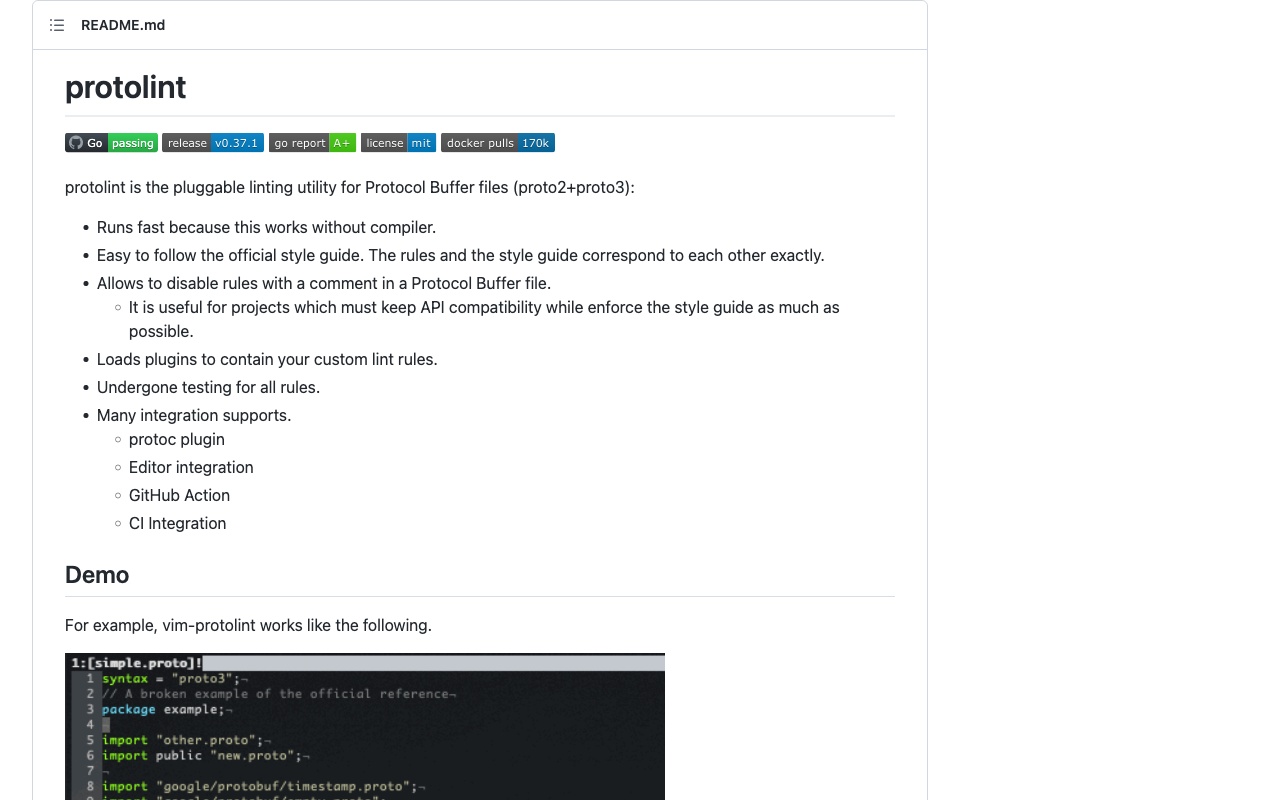 README.md
protolint
Go passing release v0.37.1 go report A+ license mit docker pulls 170k
protolint is the pluggable linting utility for Protocol Buffer files (proto2+proto3):
• Runs fast because this works without compiler.
• Easy to follow the official style guide. The rules and the style guide correspond to each other exactly.
• Allows to disable rules with a comment in a Protocol Buffer file.
◦ It is useful for projects which must keep API compatibility while enforce the style guide as much as
possible.
• Loads plugins to contain your custom lint rules.
• Undergone testing for all rules.
• Many integration supports.
◦ protoc plugin
◦ Editor integration
◦ GitHub Action
◦ CI Integration
Demo
For example, vim-protolint works like the following.
1:[simple.proto]!
1 syntax = "proto3";¬
2 // A broken example of the official reference¬
3 package example;¬
4
5 import "other.proto";¬
6 import public "new.proto";¬
7 ¬
8 import "google/protobuf/timestamp.proto";¬